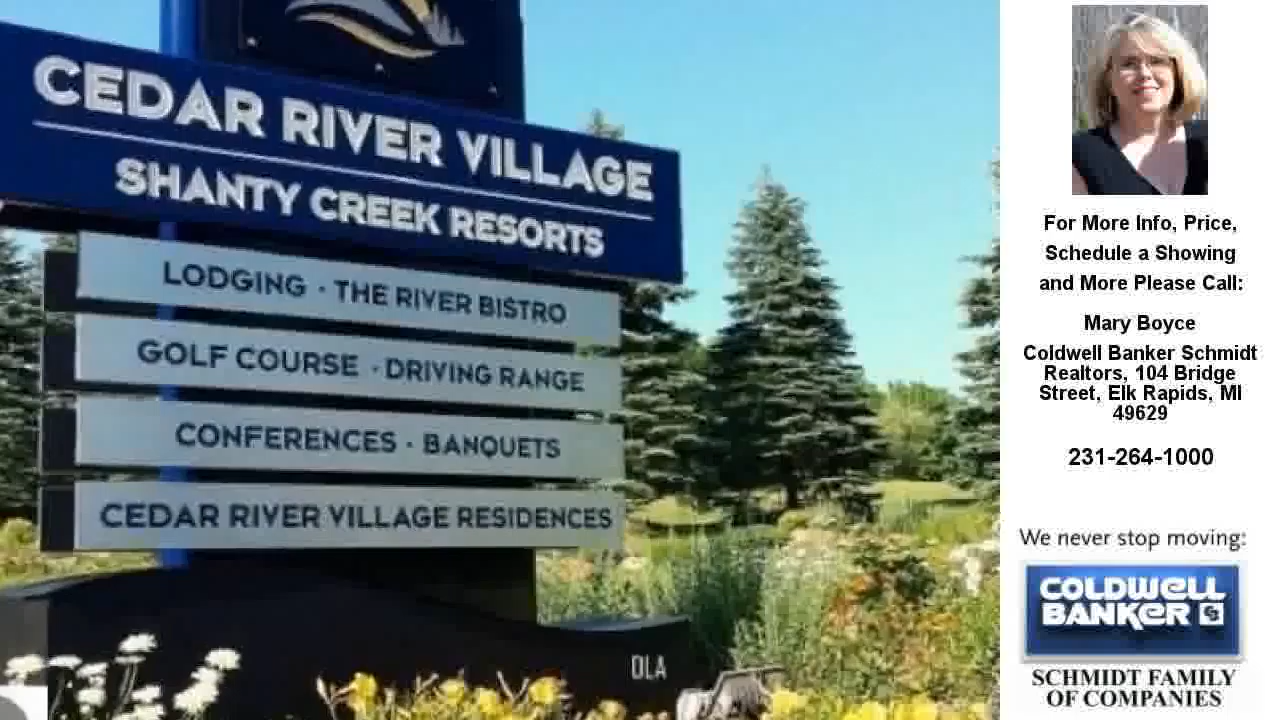 CEDAR RIVER VILLAGE
SHANTY CREEK RESORTS
LODGING · THE RIVER BISTRO
GOLF COURSE · DRIVING RANGE
CONFERENCES · BANQUETS
CEDAR RIVER VILLAGE RESIDENCES
DLA
For More Info, Price,
Schedule a Showing
and More Please Call:
Mary Boyce
Coldwell Banker Schmidt
Realtors, 104 Bridge
Street, Elk Rapids, MI
49629
231-264-1000
We never stop moving:
COLDWELL
BANKER CB
SCHMIDT FAMILY
OF COMPANIES